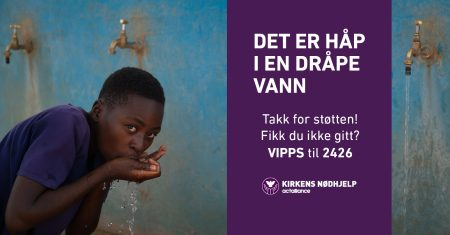 DET ER HÅP
I EN DRÅPE
VANN
Takk for støtten!
Fikk du ikke gitt?
VIPPS til 2426
KIRKENS NØDHJELP
actalliance